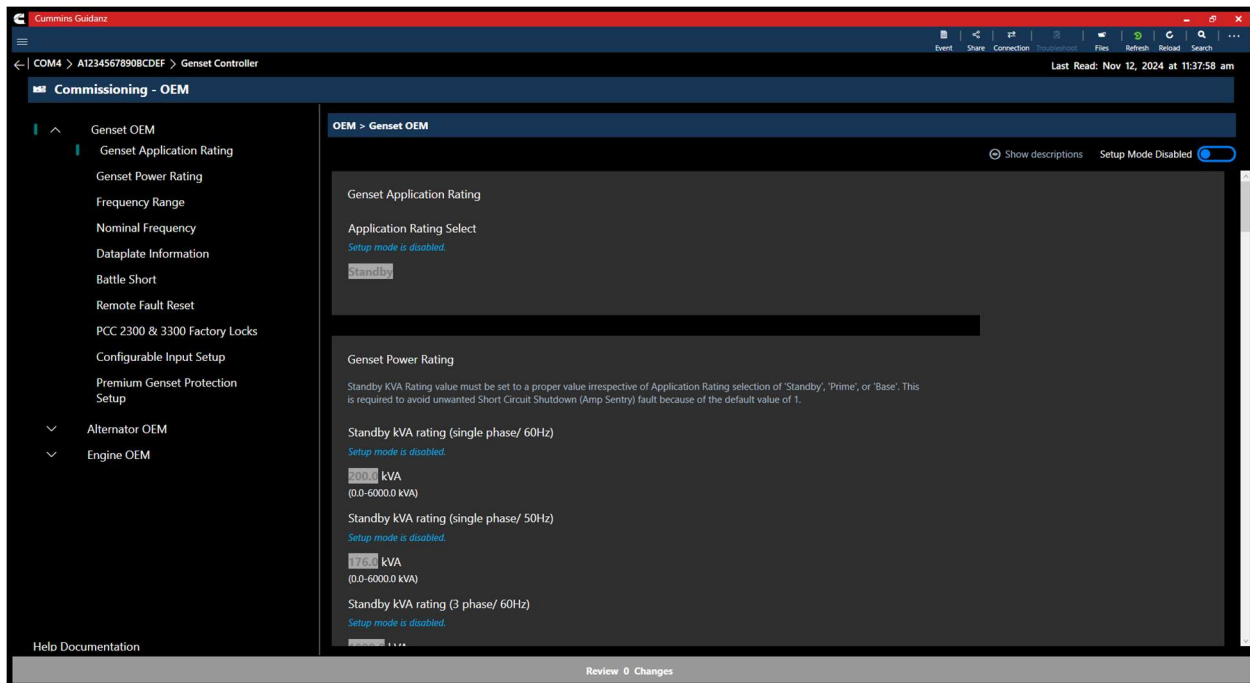 Cummins Guidanz
Event Share Connection Troubleshoot Files Refresh Reload Search
COM4 > A1234567890BCDEF > Genset Controller
Last Read: Nov 12, 2024 at 11:37:58 am
Commissioning - OEM
Genset OEM
Genset Application Rating
Genset Power Rating
Frequency Range
Nominal Frequency
Dataplate Information
Battle Short
Remote Fault Reset
PCC 2300 & 3300 Factory Locks
Configurable Input Setup
Premium Genset Protection
Setup
Alternator OEM
Engine OEM
Help Documentation
OEM > Genset OEM
Show descriptions Setup Mode Disabled
Genset Application Rating
Application Rating Select
Setup mode is disabled.
Standby
Genset Power Rating
Standby KVA Rating value must be set to a proper value irrespective of Application Rating selection of 'Standby', 'Prime', or 'Base'. This
is required to avoid unwanted Short Circuit Shutdown (Amp Sentry) fault because of the default value of 1.
Standby kVA rating (single phase/ 60Hz)
Setup mode is disabled.
200.0 kVA
(0.0-6000.0 kVA)
Standby kVA rating (single phase/ 50Hz)
Setup mode is disabled.
176.0 kVA
(0.0-6000.0 kVA)
Standby kVA rating (3 phase/ 60Hz)
Setup mode is disabled.
Review 0 Changes